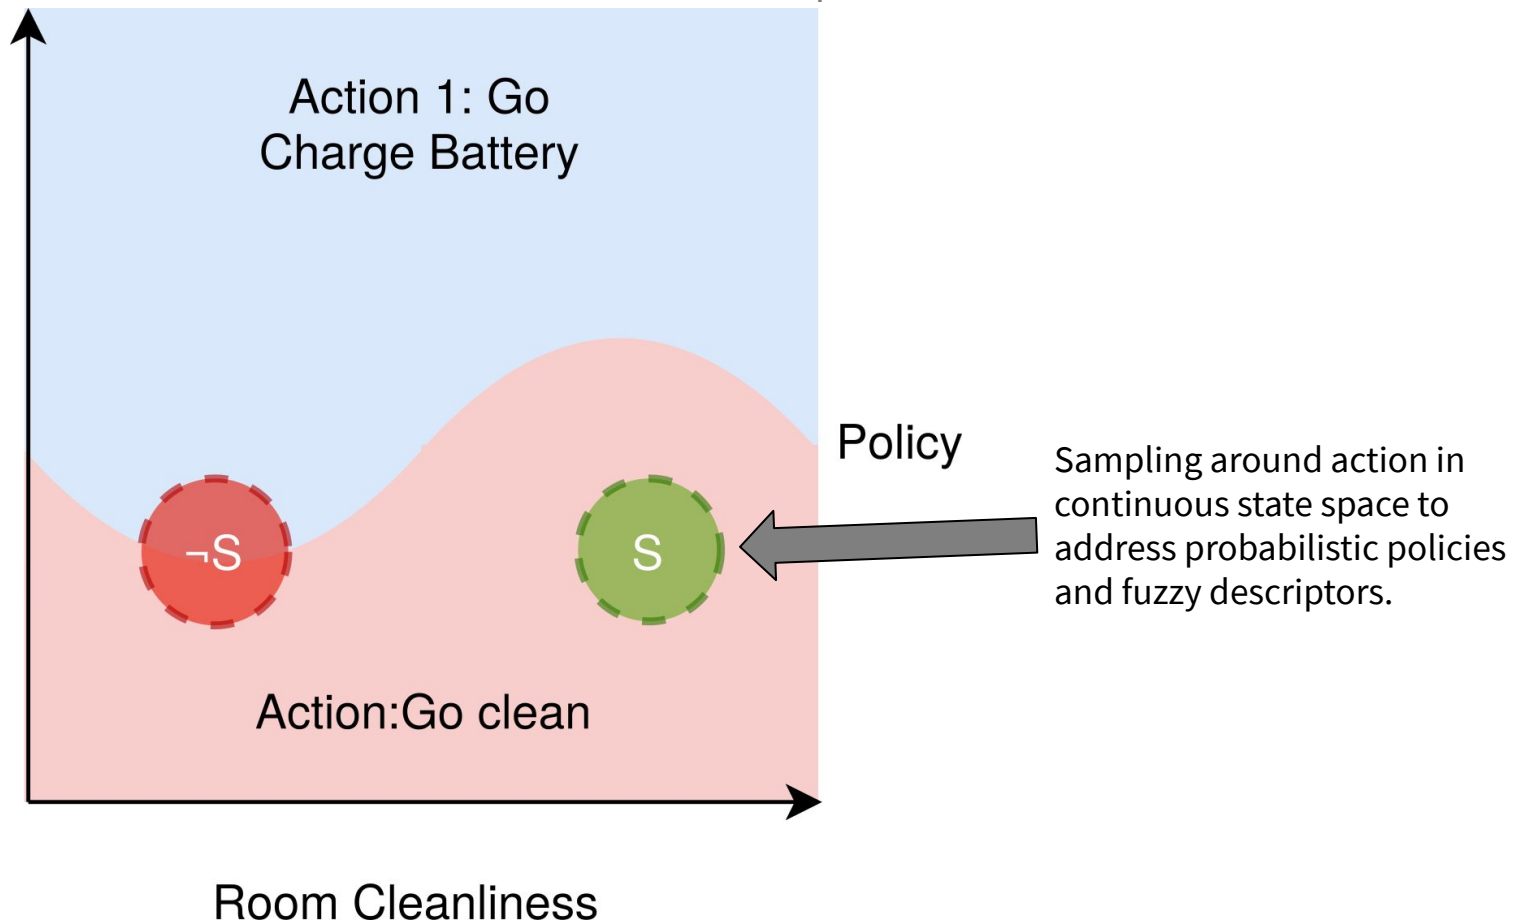 Action 1: Go
Charge Battery
Policy
Sampling around action in
continuous state space to
address probabilistic policies
and fuzzy descriptors.
¬S
S
Action:Go clean
Room Cleanliness